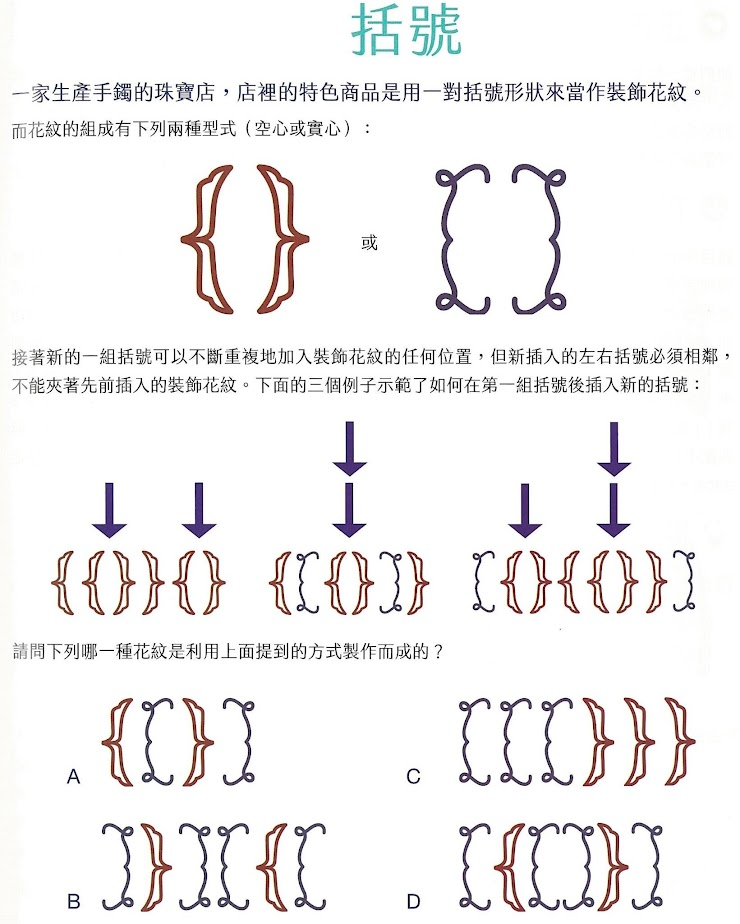 括號
一家生產手鐲的珠寶店，店裡的特色商品是用一對括號形狀來當作裝飾花紋。
而花紋的組成有下列兩種型式（空心或實心）：
或
接著新的一組括號可以不斷重複地加入裝飾花紋的任何位置，但新插入的左右括號必須相鄰，
不能夾著先前插入的裝飾花紋。下面的三個例子示範了如何在第一組括號後插入新的括號：
請問下列哪一種花紋是利用上面提到的方式製作而成的？
A
C
B
D